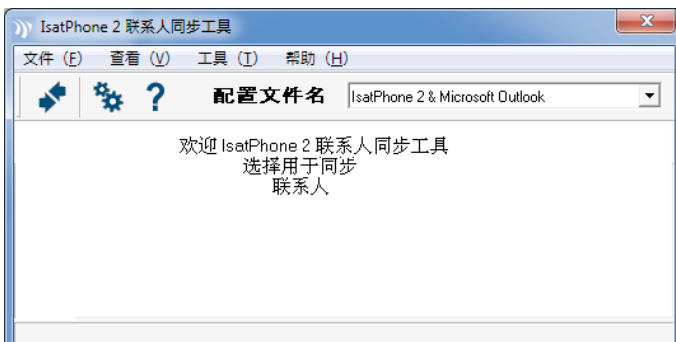 IsatPhone 2 联系人同步工具
文件 (F) 查看 (V) 工具 (T) 帮助 (H)
配置文件名 IsatPhone 2 & Microsoft Outlook
欢迎 IsatPhone 2 联系人同步工具
选择用于同步
联系人